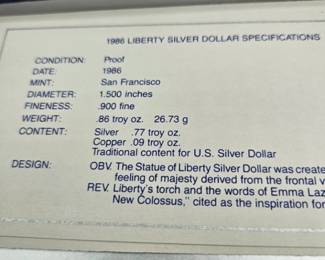 1986 LIBERTY SILVER DOLLAR SPECIFICATIONS
CONDITION: Proof
DATE: 1986
MINT: San Francisco
DIAMETER: 1.500 inches
FINENESS: .900 fine
WEIGHT: .86 troy oz. 26.73 g
CONTENT: Silver .77 troy oz.
Copper .09 troy oz.
Traditional content for U.S. Silver Dollar
DESIGN: OBV. The Statue of Liberty Silver Dollar was create
feeling of majesty derived from the frontal v
REV. Liberty's torch and the words of Emma Laz
New Colossus," cited as the inspiration for